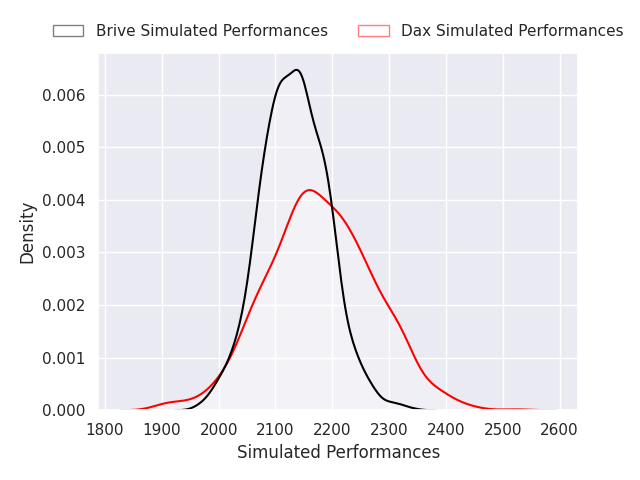 Brive Simulated Performances Dax Simulated Performances
0.006
0.005
0.004
0.003
0.002
0.001
0.000
Density
1800 1900 2000 2100 2200 2300 2400 2500 2600
Simulated Performances